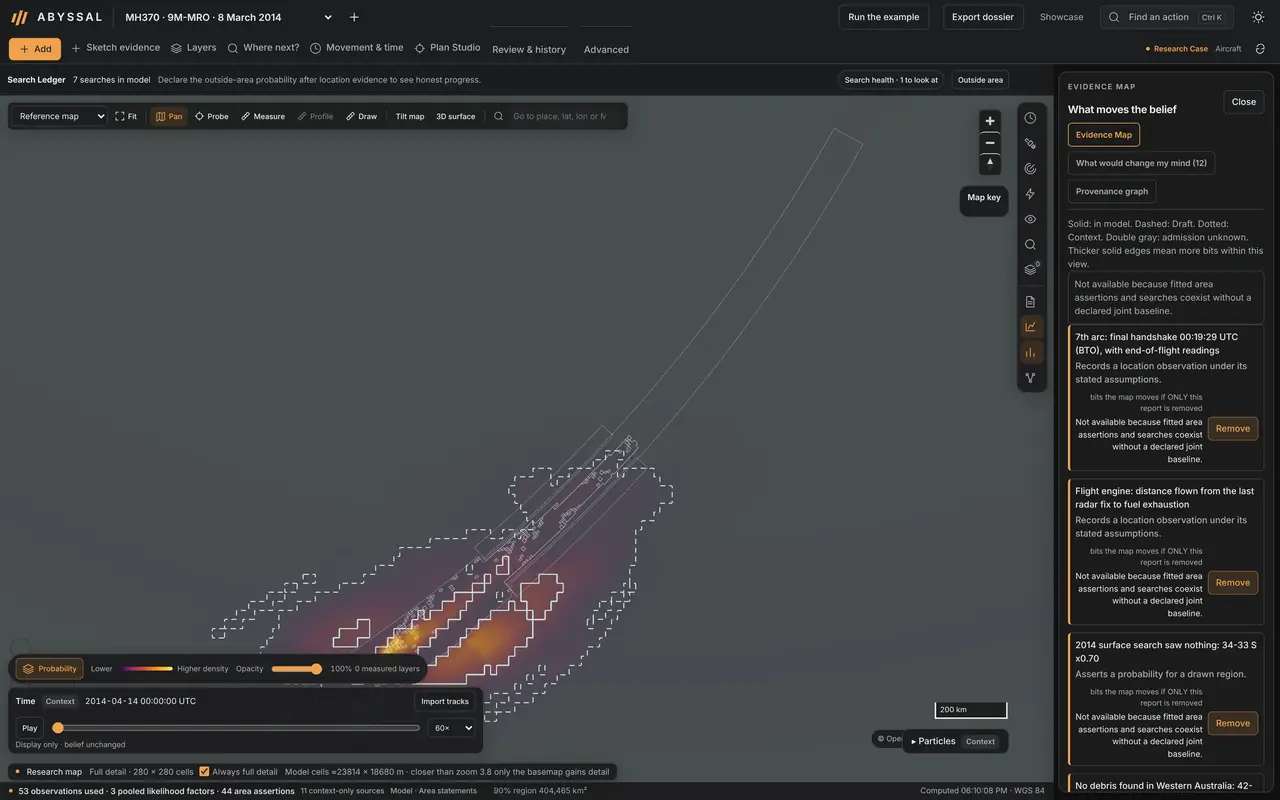 ABYSSAL
MH370 · 9M-MRO · 8 March 2014
Run the example
Export dossier
Showcase
Find an action
Ctrl K
+ Add
Sketch evidence
Layers
Where next?
Movement & time
Plan Studio
Review & history
Advanced
Research Case
Aircraft
Search Ledger
7 searches in model
Declare the outside-area probability after location evidence to see honest progress.
Search health · 1 to look at
Outside area
Reference map
Fit
Pan
Probe
Measure
Profile
Draw
Tilt map
3D surface
Go to place, lat, lon or M
Map key
0
EVIDENCE MAP
What moves the belief
Close
Evidence Map
What would change my mind (12)
Provenance graph
Solid: in model. Dashed: Draft. Dotted:
Context. Double gray: admission unknown.
Thicker solid edges mean more bits within this
view.
Not available because fitted area
assertions and searches coexist without a
declared joint baseline.
7th arc: final handshake 00:19:29 UTC
(BTO), with end-of-flight readings
Records a location observation under its
stated assumptions.
bits the map moves if ONLY this
report is removed
Not available because fitted area
assertions and searches coexist
without a declared joint
baseline.
Remove
Flight engine: distance flown from the last
radar fix to fuel exhaustion
Records a location observation under its
stated assumptions.
bits the map moves if ONLY this
report is removed
Not available because fitted area
assertions and searches coexist
without a declared joint
baseline.
Remove
2014 surface search saw nothing: 34-33 S
x0.70
Asserts a probability for a drawn region.
bits the map moves if ONLY this
report is removed
Not available because fitted area
assertions and searches coexist
without a declared joint
baseline.
Remove
No debris found in Western Australia: 42-
Probability
Lower
Higher density
Opacity
100%
0 measured layers
Time
Context
2014-04-14 00:00:00 UTC
Import tracks
Play
60×
Display only · belief unchanged
200 km
© Ope
▸ Particles
Context
Research map
Full detail · 280 × 280 cells
Always full detail
Model cells ≈23814 × 18680 m · closer than zoom 3.8 only the basemap gains detail
53 observations used · 3 pooled likelihood factors · 44 area assertions
11 context-only sources
Model · Area statements
90% region 404,465 km²
Computed 06:10:08 PM · WGS 84